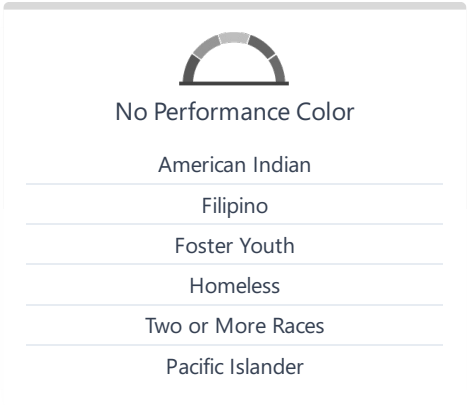 No Performance Color
American Indian
Filipino
Foster Youth
Homeless
Two or More Races
Pacific Islander